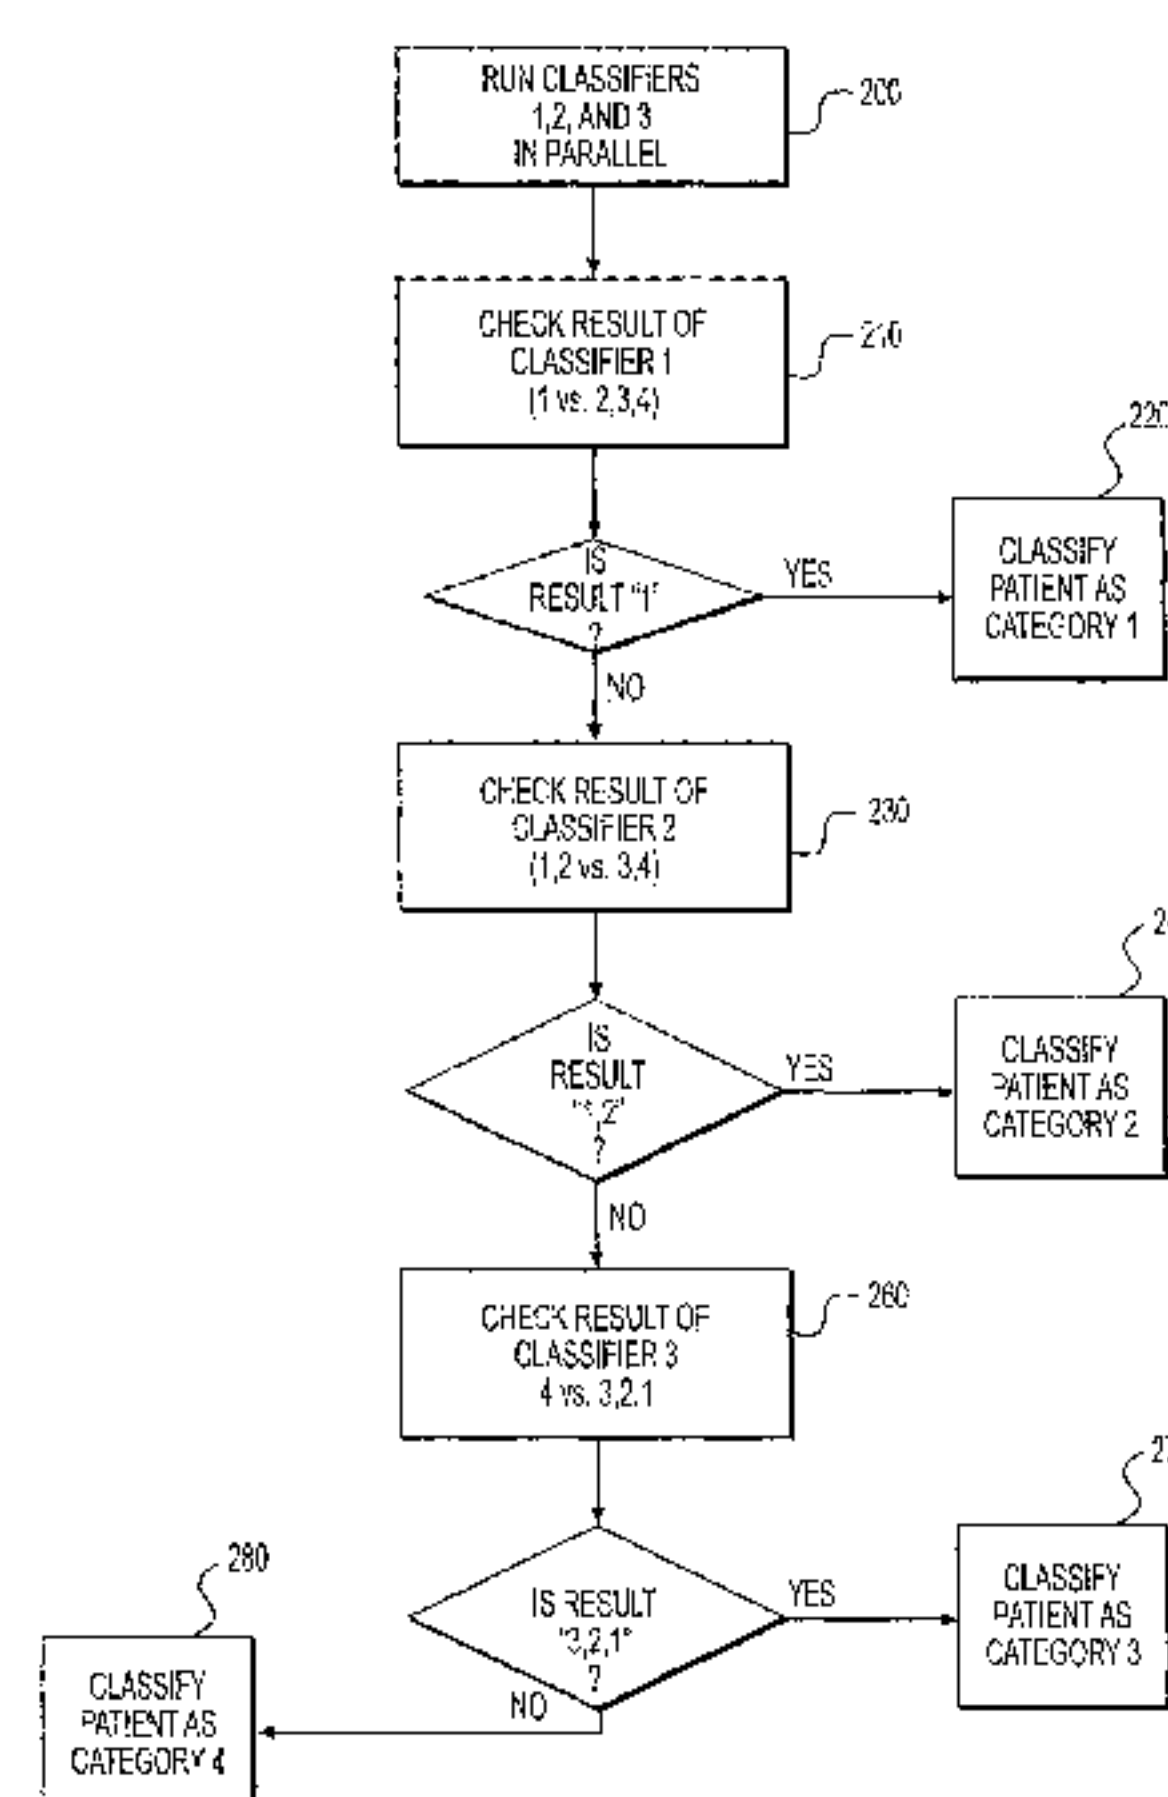 RUN CLASSIFIERS
1,2, AND 3
IN PARALLEL
200
CHECK RESULT OF
CLASSIFIER 1
(1 vs. 2,3,4)
210
220
IS
RESULT "1"
?
YES
CLASSIFY
PATIENT AS
CATEGORY 1
NO
CHECK RESULT OF
CLASSIFIER 2
(1,2 vs. 3,4)
230
IS
RESULT
"1,2"
?
YES
CLASSIFY
PATIENT AS
CATEGORY 2
NO
CHECK RESULT OF
CLASSIFIER 3
4 vs. 3,2.1
260
IS RESULT
"3,2,1"
?
YES
CLASSIFY
PATIENT AS
CATEGORY 3
NO
280
CLASSIFY
PATIENT AS
CATEGORY 4